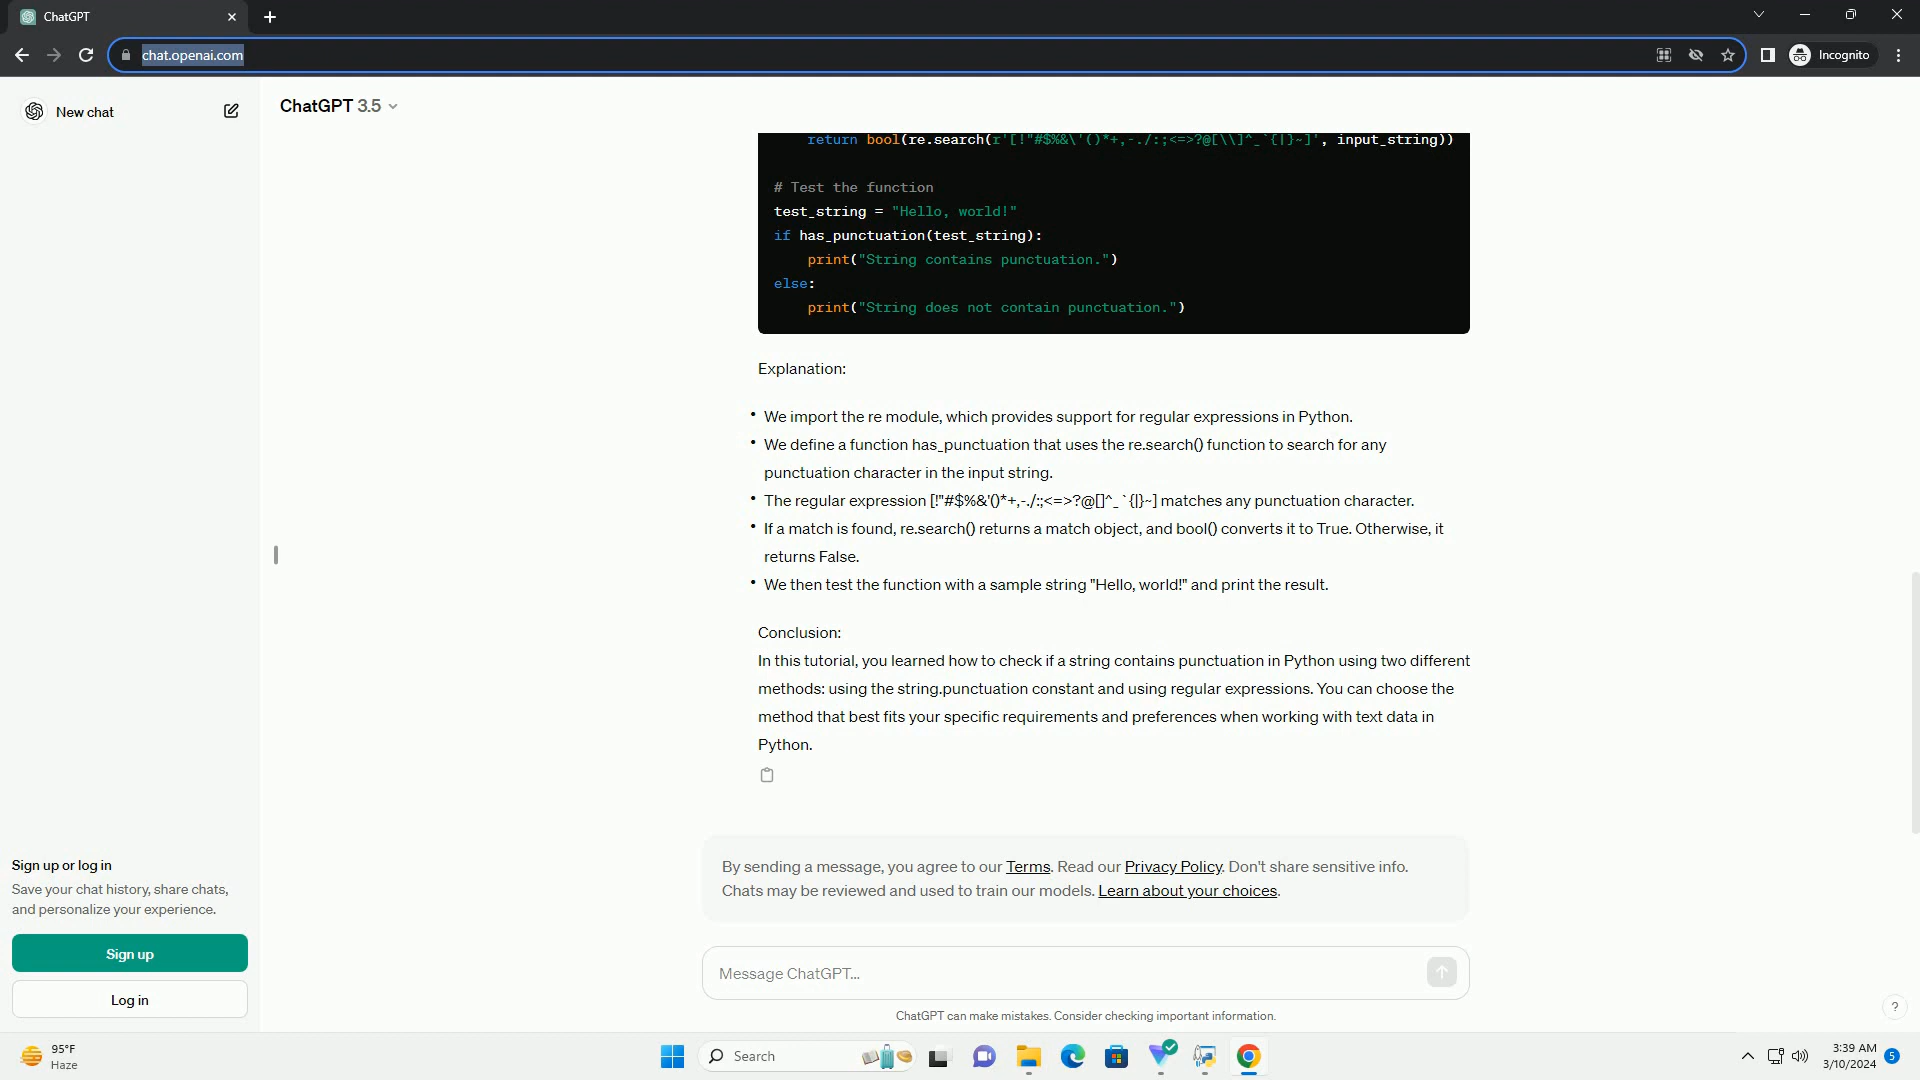 ChatGPT
chat.openai.com
Incognito
New chat
ChatGPT 3.5
return bool(re.search(r'[!"#$%&\'()*+,-./:;<=>?@[\\]^_`{|}~]', input_string))
# Test the function
test_string = "Hello, world!"
if has_punctuation(test_string):
print("String contains punctuation.")
else:
print("String does not contain punctuation.")
Explanation:
• We import the re module, which provides support for regular expressions in Python.
• We define a function has_punctuation that uses the re.search() function to search for any
punctuation character in the input string.
• The regular expression [!"#$%&'()*+,-./:;<=>?@[]^_`{|}~] matches any punctuation character.
• If a match is found, re.search() returns a match object, and bool() converts it to True. Otherwise, it
returns False.
• We then test the function with a sample string "Hello, world!" and print the result.
Conclusion:
In this tutorial, you learned how to check if a string contains punctuation in Python using two different
methods: using the string.punctuation constant and using regular expressions. You can choose the
method that best fits your specific requirements and preferences when working with text data in
Python.
By sending a message, you agree to our Terms. Read our Privacy Policy. Don't share sensitive info.
Chats may be reviewed and used to train our models. Learn about your choices.
Sign up or log in
Save your chat history, share chats,
and personalize your experience.
Sign up
Log in
Message ChatGPT...
ChatGPT can make mistakes. Consider checking important information.
?
95°F
Haze
Search
3:39 AM
3/10/2024
5